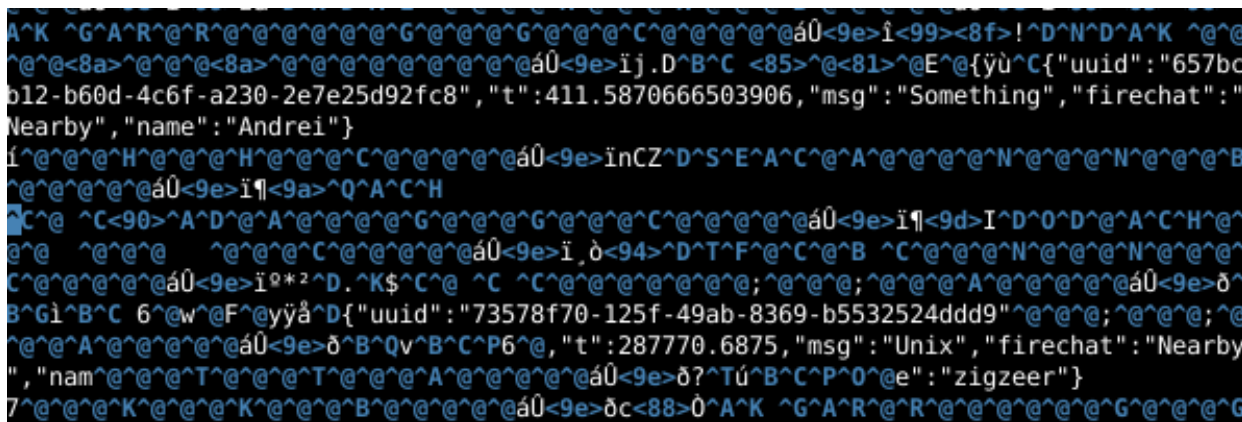 A^K ^G^A^R^@^R^@^@^@^@^@^G^@^@^@^G^@^@^@^C^@^@^@^@^@áÛ<9e>î<99><8f>!^D^N^D^A^K ^@^@
^@^@<8a>^@^@^@<8a>^@^@^@^B^@^@^@^@^@áÛ<9e>ïj.D^B^C <85>^@<81>^@E^@{ÿù^C{"uuid":"657bc
b12-b60d-4c6f-a230-2e7e25d92fc8","t":411.5870666503906,"msg":"Something","firechat":"
Nearby","name":"Andrei"}
í^@^@^@^H^@^@^@^H^@^@^@^C^@^@^@^@^@áÛ<9e>ïnCZ^D^S^E^A^C^@^A^@^@^@^@^N^@^@^@^N^@^@^@^B
^@^@^@^@^@áÛ<9e>ï¶<9a>^Q^A^C^H
^C^@ ^C<90>^A^D^@^A^@^@^@^@^G^@^@^@^G^@^@^@^C^@^@^@^@^@áÛ<9e>ï¶<9d>I^D^O^D^@^A^C^H^@^
@^@ ^@^@^@ ^@^@^@^C^@^@^@^@^@áÛ<9e>ï¸ò<94>^D^T^F^@^C^@^B ^C^@^@^@^N^@^@^@^N^@^@^@^
C^@^@^@^@^@áÛ<9e>ïº*²^D.^K$^C^@ ^C ^C^@^@^@^@^@^@^@;^@^@^@;^@^@^@^A^@^@^@^@^@áÛ<9e>ð^
B^Gì^B^C 6^@w^@F^@yÿå^D{"uuid":"73578f70-125f-49ab-8369-b5532524ddd9"^@^@^@;^@^@^@;^@
^@^@^A^@^@^@^@^@áÛ<9e>ð^B^Qv^B^C^P6^@,"t":287770.6875,"msg":"Unix","firechat":"Nearby
","nam^@^@^@^T^@^@^@^T^@^@^@^A^@^@^@^@^@áÛ<9e>ð?^Tú^B^C^P^O^@e":"zigzeer"}
7^@^@^@^K^@^@^@^K^@^@^@^B^@^@^@^@^@áÛ<9e>ðc<88>Ò^A^K ^G^A^R^@^R^@^@^@^@^@^G^@^@^@^G